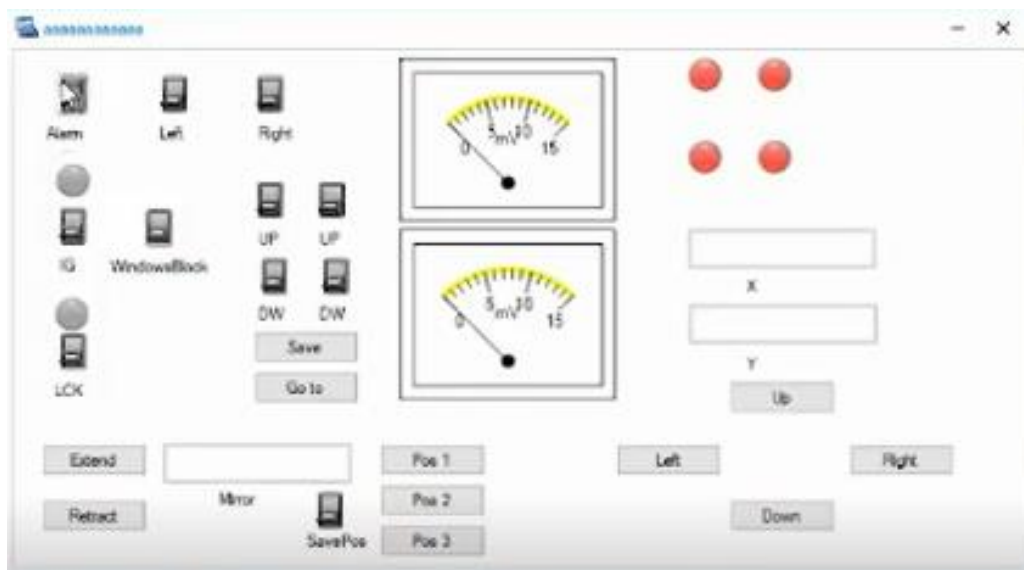 Alarm Left Right
0 5 mV 10 15
UP UP
IG WindowsBlock
DW DW
0 5 mV 10 15
X
Save
LCK Go to
Y
Up
Extend Pos 1 Left Right
Mirror Pos 2
Retract Down
SavePos Pos 3